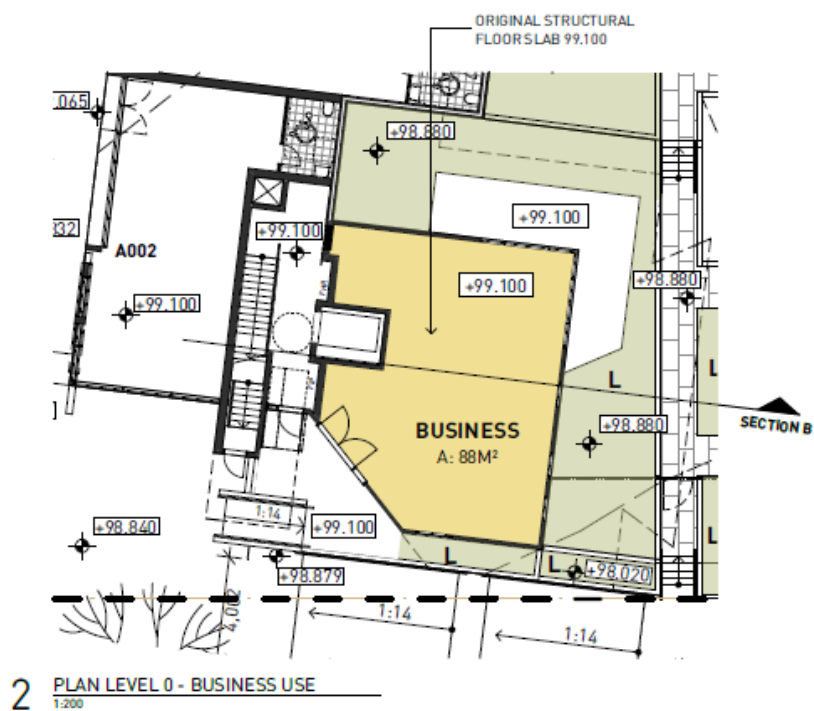 ORIGINAL STRUCTURAL
FLOOR SLAB 99.100
.065
+98.880
+99.100
+99.100
A002
+99.100
+99.100
+98.880
L
L
BUSINESS
A: 88M²
+98.880
SECTION B
1:14
+99.100
+98.840
L
L
L
+98.879
+98.020
4,002
1:14
1:14
2 PLAN LEVEL 0 - BUSINESS USE
1:200